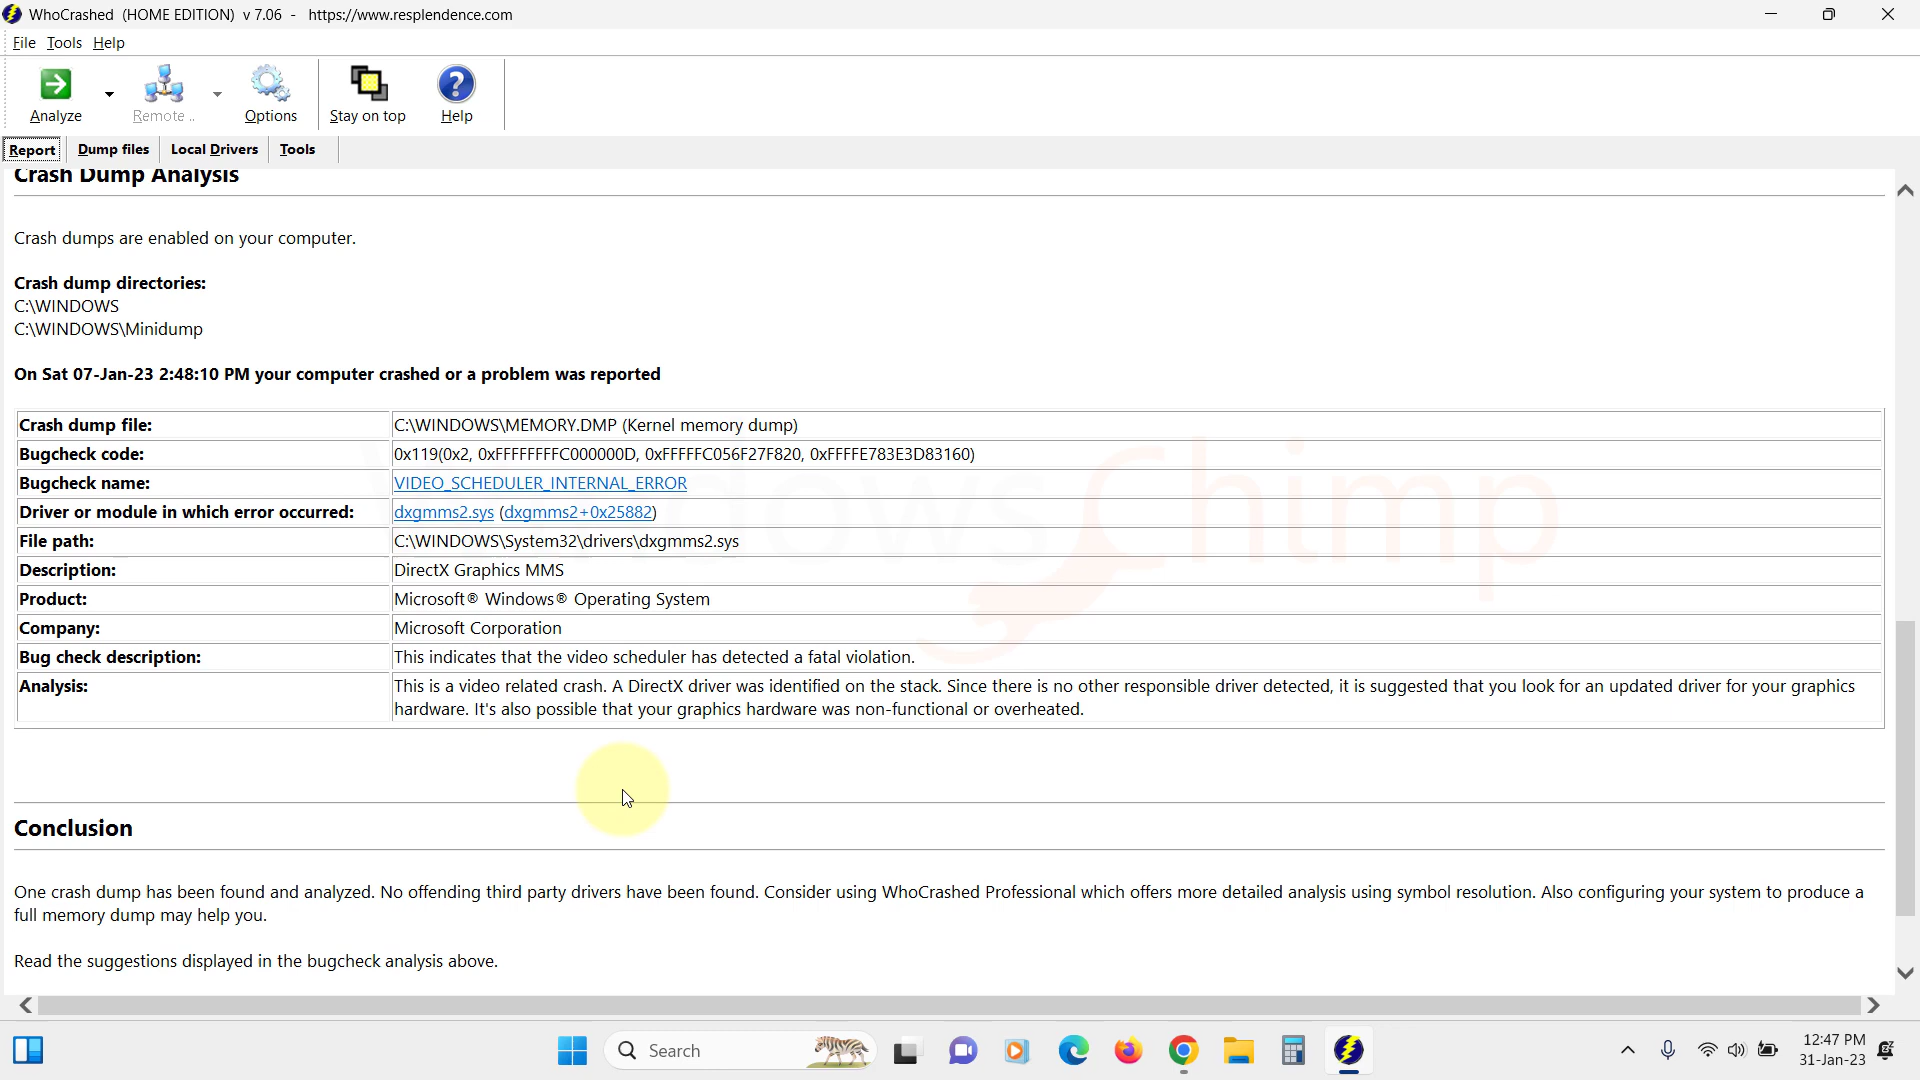 WhoCrashed (HOME EDITION) v 7.06 - https://www.resplendence.com
File Tools Help
Analyze Remote .. Options Stay on top Help
Report Dump files Local Drivers Tools
Crash Dump Analysis
Crash dumps are enabled on your computer.
Crash dump directories:
C:\WINDOWS
C:\WINDOWS\Minidump
On Sat 07-Jan-23 2:48:10 PM your computer crashed or a problem was reported
Crash dump file: C:\WINDOWS\MEMORY.DMP (Kernel memory dump)
Bugcheck code: 0x119(0x2, 0xFFFFFFFFC000000D, 0xFFFFFC056F27F820, 0xFFFFE783E3D83160)
Bugcheck name: VIDEO_SCHEDULER_INTERNAL_ERROR
Driver or module in which error occurred: dxgmms2.sys (dxgmms2+0x25882)
File path: C:\WINDOWS\System32\drivers\dxgmms2.sys
Description: DirectX Graphics MMS
Product: Microsoft® Windows® Operating System
Company: Microsoft Corporation
Bug check description: This indicates that the video scheduler has detected a fatal violation.
Analysis: This is a video related crash. A DirectX driver was identified on the stack. Since there is no other responsible driver detected, it is suggested that you look for an updated driver for your graphics
hardware. It's also possible that your graphics hardware was non-functional or overheated.
Windows Chimp
Conclusion
One crash dump has been found and analyzed. No offending third party drivers have been found. Consider using WhoCrashed Professional which offers more detailed analysis using symbol resolution. Also configuring your system to produce a
full memory dump may help you.
Read the suggestions displayed in the bugcheck analysis above.
Search
12:47 PM
31-Jan-23